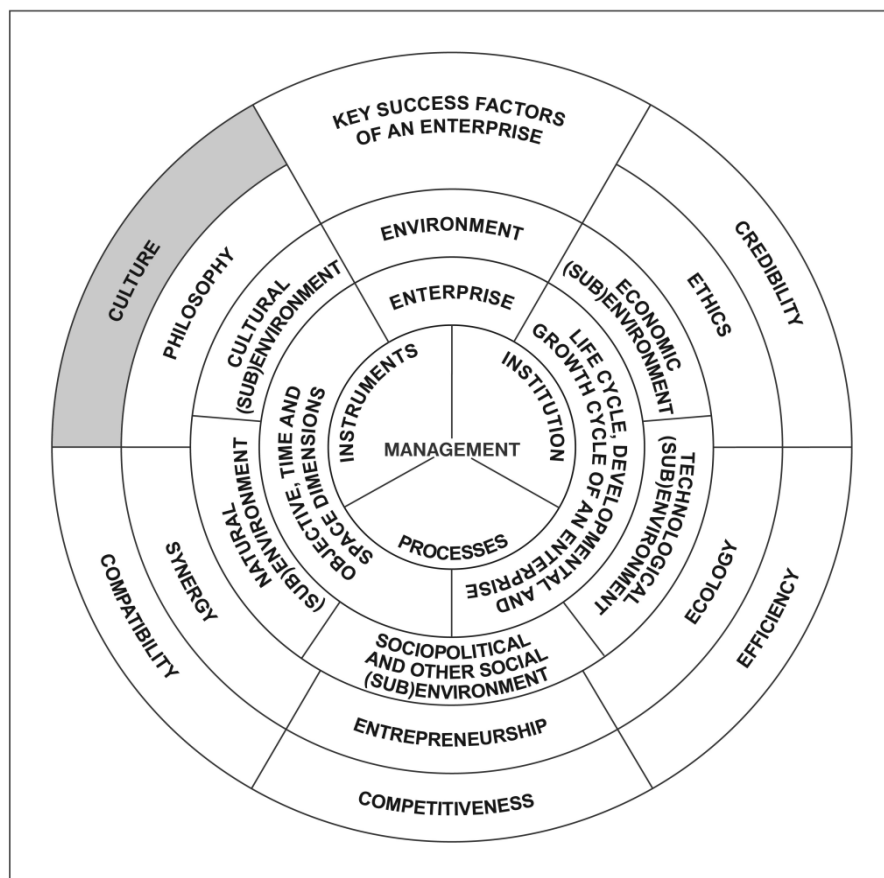 KEY SUCCESS FACTORS
OF AN ENTERPRISE
CULTURE
PHILOSOPHY
CULTURAL
(SUB)ENVIRONMENT
ENVIRONMENT
ENTERPRISE
ECONOMIC
(SUB)ENVIRONMENT
ETHICS
CREDIBILITY
INSTRUMENTS
INSTITUTION
MANAGEMENT
PROCESSES
OBJECTIVE, TIME AND
SPACE DIMENSIONS
LIFE CYCLE, DEVELOPMENTAL AND
GROWTH CYCLE OF AN ENTERPRISE
TECHNOLOGICAL
(SUB)ENVIRONMENT
NATURAL
(SUB)ENVIRONMENT
SYNERGY
COMPATIBILITY
ECOLOGY
EFFICIENCY
SOCIOPOLITICAL
AND OTHER SOCIAL
(SUB)ENVIRONMENT
ENTREPRENEURSHIP
COMPETITIVENESS